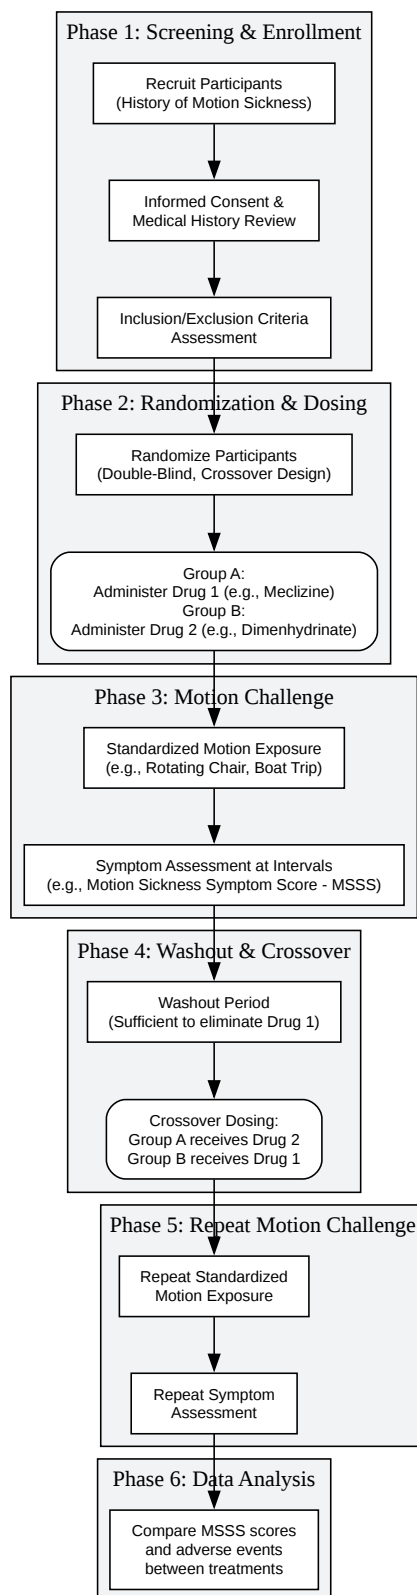 Phase 1: Screening & Enrollment
Recruit Participants
(History of Motion Sickness)
Informed Consent &
Medical History Review
Inclusion/Exclusion Criteria
Assessment
Phase 2: Randomization & Dosing
Randomize Participants
(Double-Blind, Crossover Design)
Group A:
Administer Drug 1 (e.g., Meclizine)
Group B:
Administer Drug 2 (e.g., Dimenhydrinate)
Phase 3: Motion Challenge
Standardized Motion Exposure
(e.g., Rotating Chair, Boat Trip)
Symptom Assessment at Intervals
(e.g., Motion Sickness Symptom Score - MSSS)
Phase 4: Washout & Crossover
Washout Period
(Sufficient to eliminate Drug 1)
Crossover Dosing:
Group A receives Drug 2
Group B receives Drug 1
Phase 5: Repeat Motion Challenge
Repeat Standardized
Motion Exposure
Repeat Symptom
Assessment
Phase 6: Data Analysis
Compare MSSS scores
and adverse events
between treatments